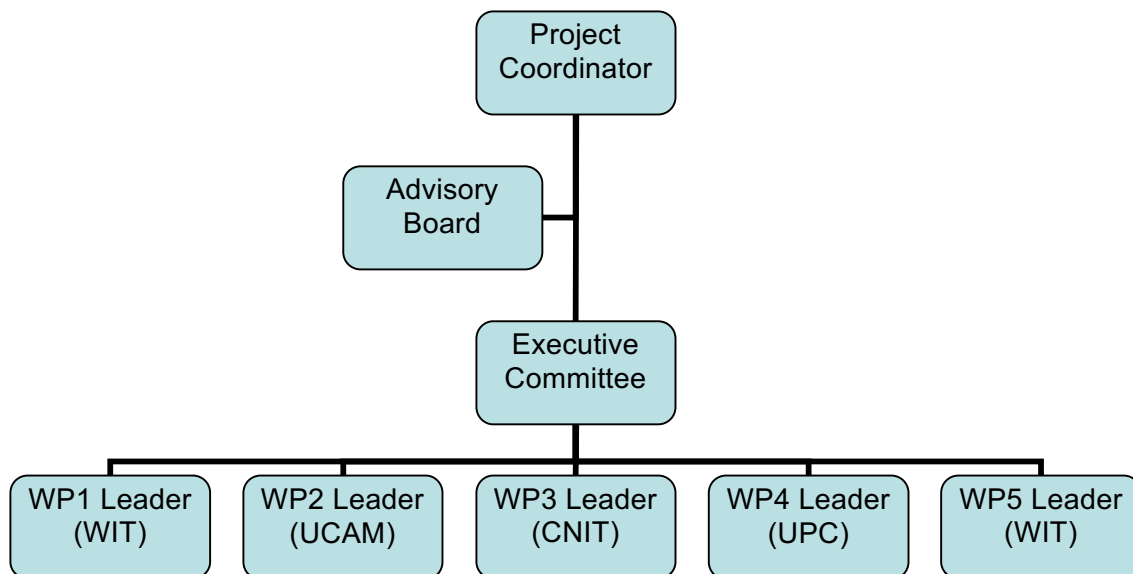 Project
Coordinator
Advisory
Board
Executive
Committee
WP1 Leader
(WIT)
WP2 Leader
(UCAM)
WP3 Leader
(CNIT)
WP4 Leader
(UPC)
WP5 Leader
(WIT)